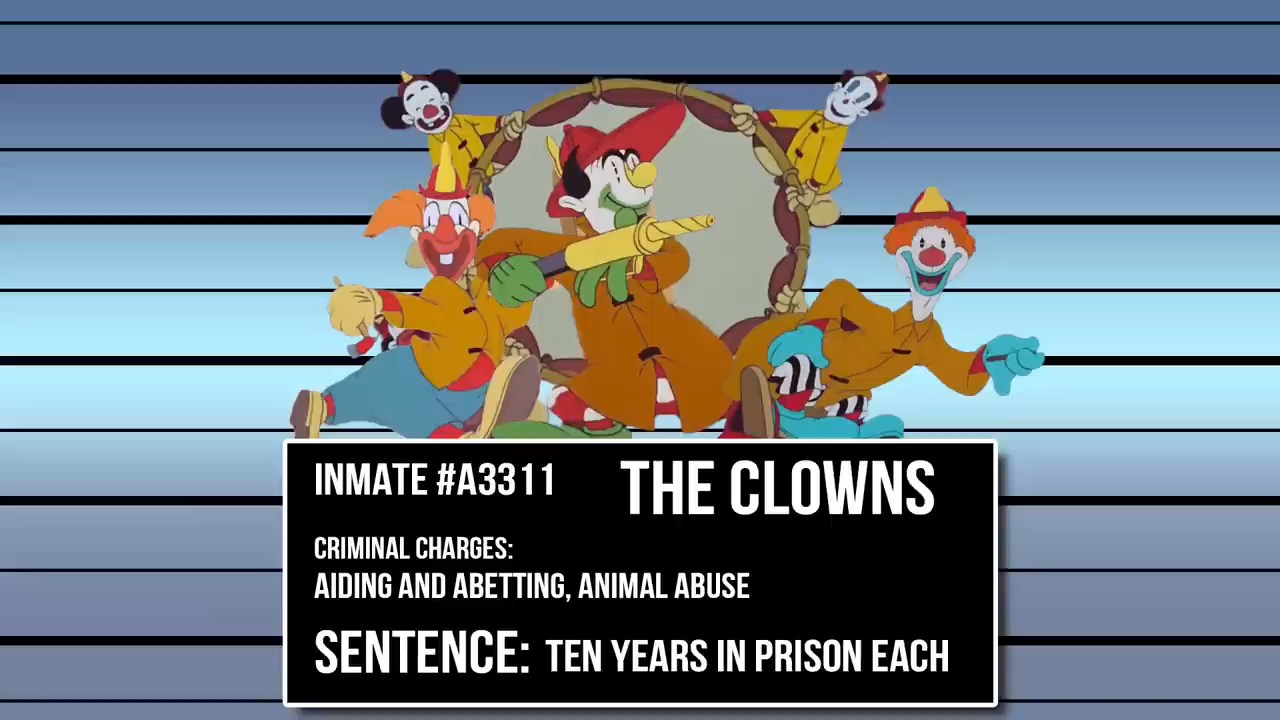 INMATE #A3311
THE CLOWNS
CRIMINAL CHARGES:
AIDING AND ABETTING, ANIMAL ABUSE
SENTENCE: TEN YEARS IN PRISON EACH